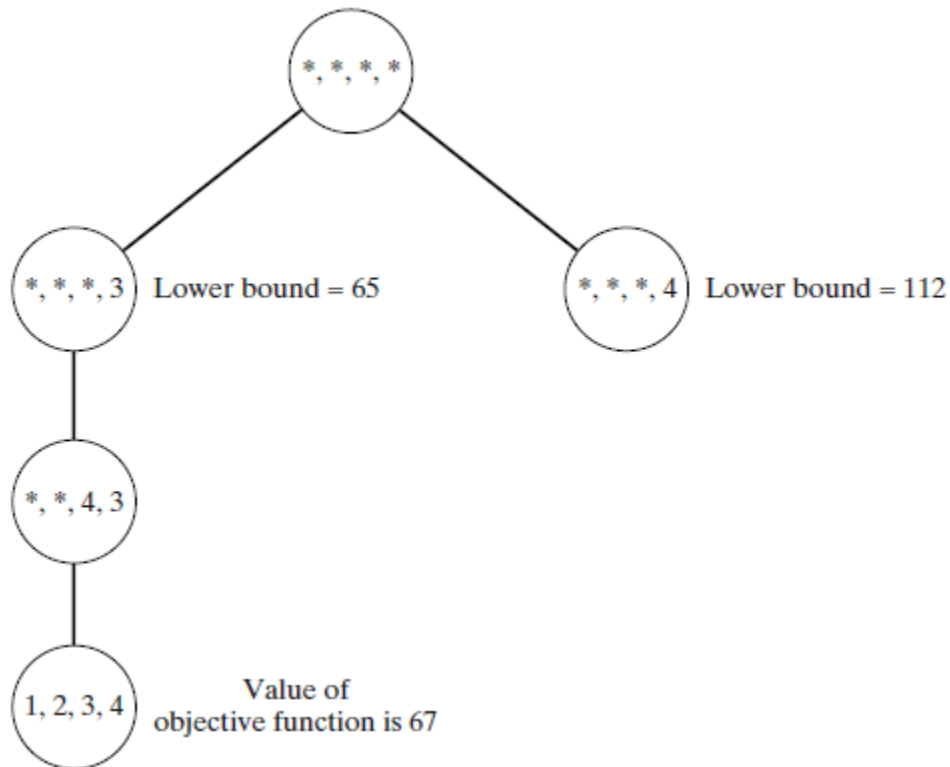 *, *, *, *
*, *, *, 3 Lower bound = 65
*, *, *, 4 Lower bound = 112
*, *, 4, 3
1, 2, 3, 4
Value of
objective function is 67